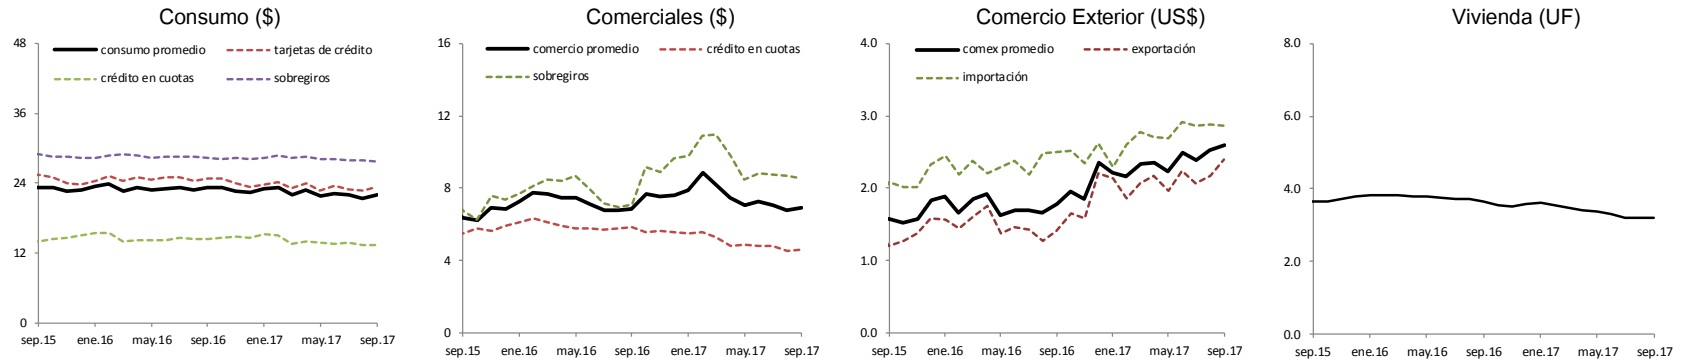 Consumo ($)
48
36
24
12
0
consumo promedio
tarjetas de crédito
crédito en cuotas
sobregiros
sep.15 ene.16 may.16 sep.16 ene.17 may.17 sep.17
Comerciales ($)
16
12
8
4
0
comercio promedio
crédito en cuotas
sobregiros
sep.15 ene.16 may.16 sep.16 ene.17 may.17 sep.17
Comercio Exterior (US$)
4.0
3.0
2.0
1.0
0.0
comex promedio
exportación
importación
sep.15 ene.16 may.16 sep.16 ene.17 may.17 sep.17
Vivienda (UF)
8.0
6.0
4.0
2.0
0.0
sep.15 ene.16 may.16 sep.16 ene.17 may.17 sep.17